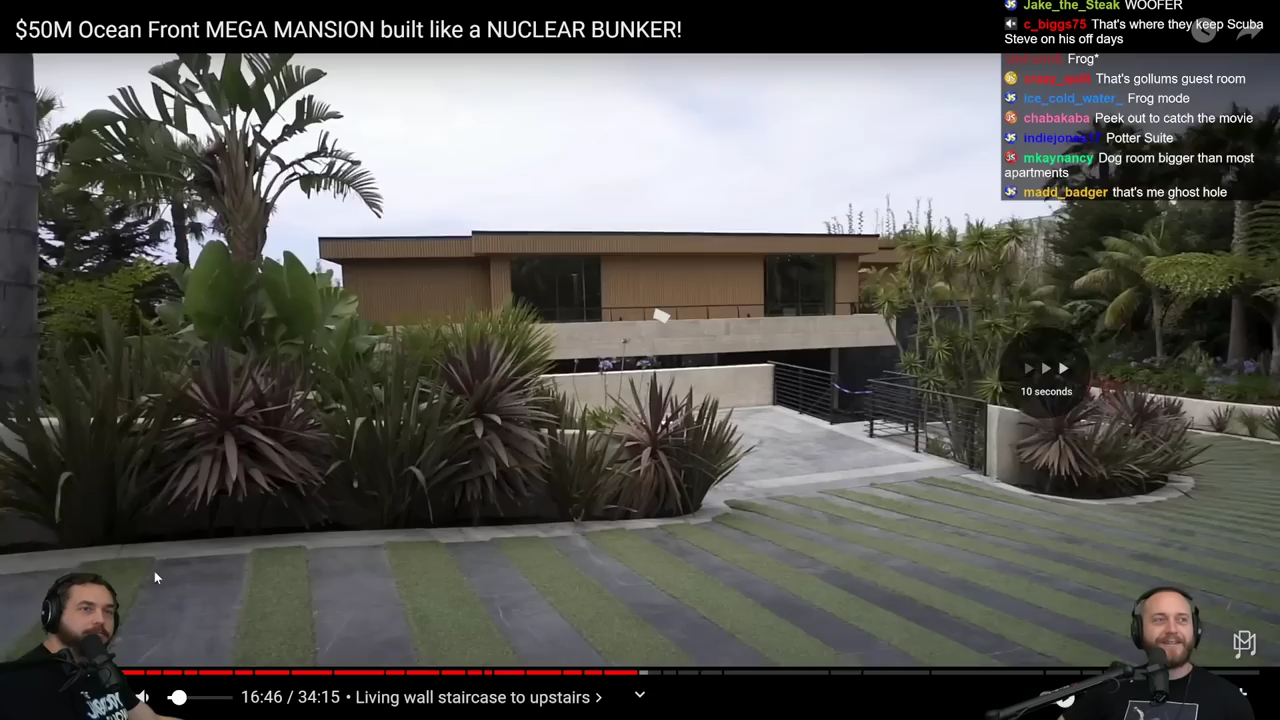 $50M Ocean Front MEGA MANSION built like a NUCLEAR BUNKER!
Jake_the_Steak WOOFER
c_biggs75 That's where they keep Scuba
Steve on his off days
Frog*
That's gollums guest room
ice_cold_water_ Frog mode
chabakaba Peek out to catch the movie
Potter Suite
mkaynancy Dog room bigger than most
apartments
madd_badger that's me ghost hole
10 seconds
16:46 / 34:15 • Living wall staircase to upstairs >